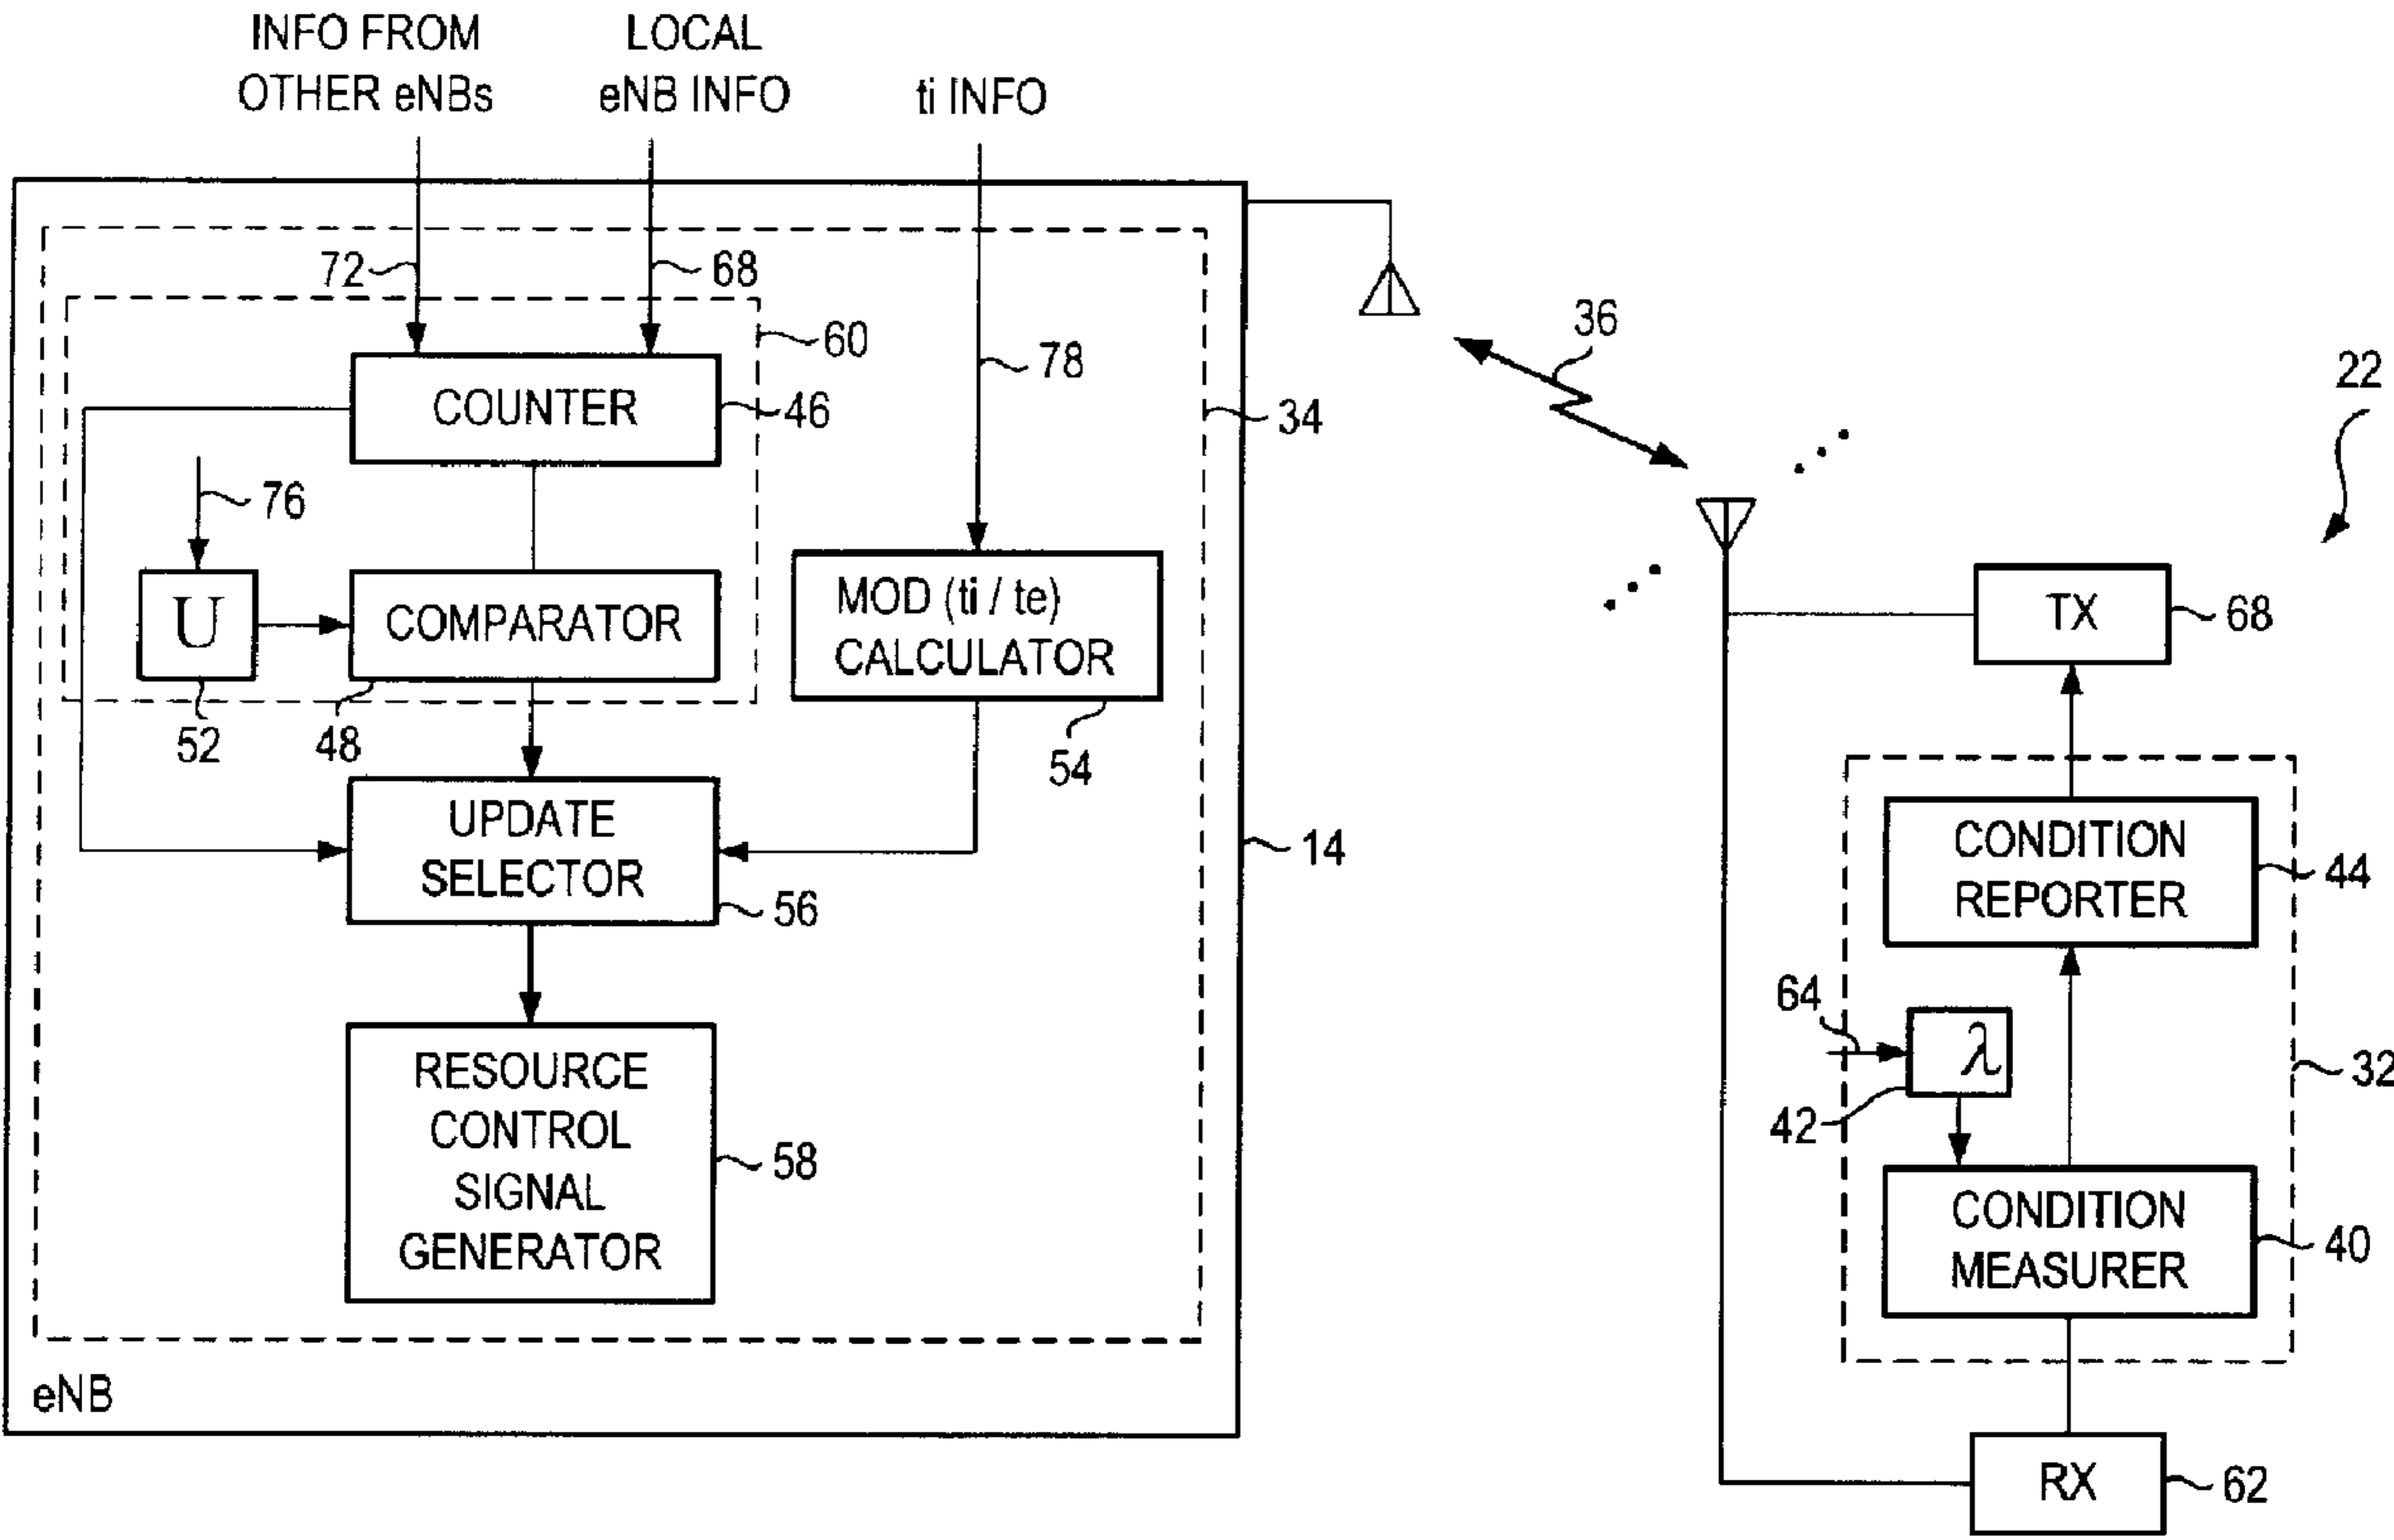 INFO FROM
OTHER eNBs
LOCAL
eNB INFO
ti INFO
72
68
60
78
COUNTER
46
34
76
U
COMPARATOR
52
48
MOD (ti / te)
CALCULATOR
54
UPDATE
SELECTOR
56
14
RESOURCE
CONTROL
SIGNAL
GENERATOR
58
eNB
36
22
TX
68
CONDITION
REPORTER
44
64
λ
42
32
CONDITION
MEASURER
40
RX
62